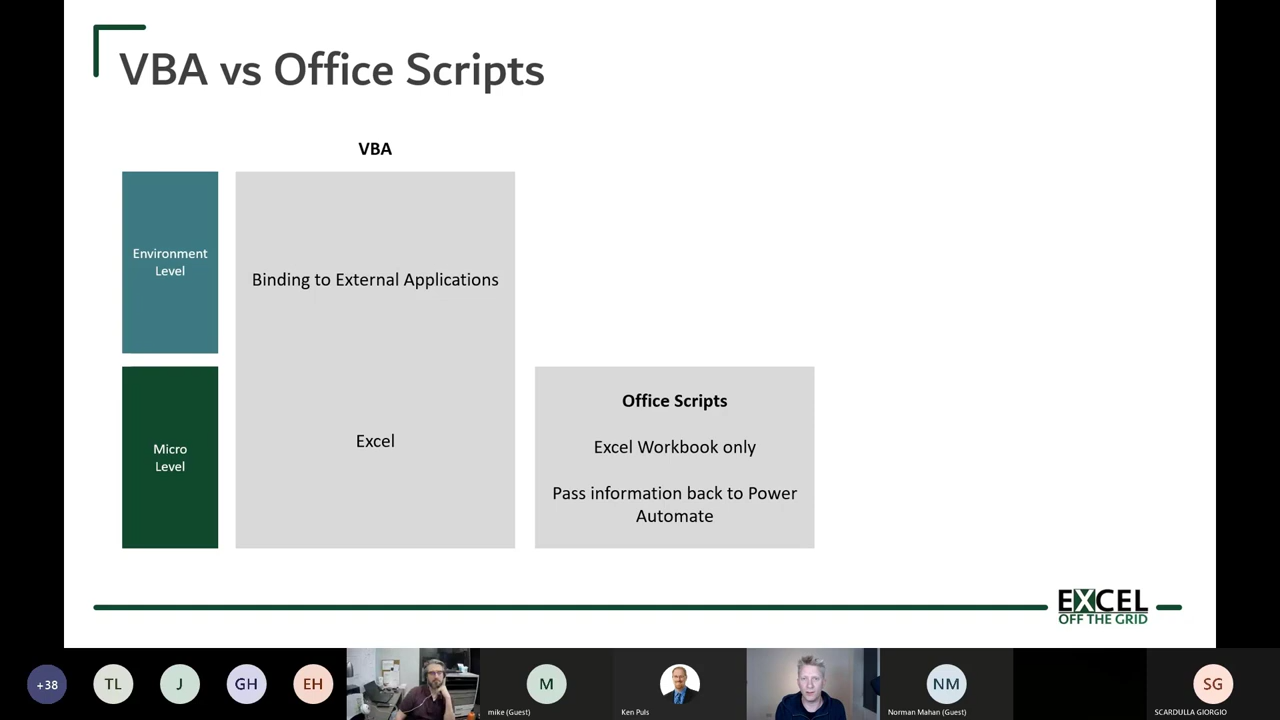 VBA vs Office Scripts
VBA
Environment
Level
Binding to External Applications
Micro
Level
Excel
Office Scripts
Excel Workbook only
Pass information back to Power
Automate
EXCEL
OFF THE GRID
+38
TL
J
GH
EH
M
mike (Guest)
Ken Puls
NM
Norman Mahan (Guest)
SG
SCARDULLA GIORGIO